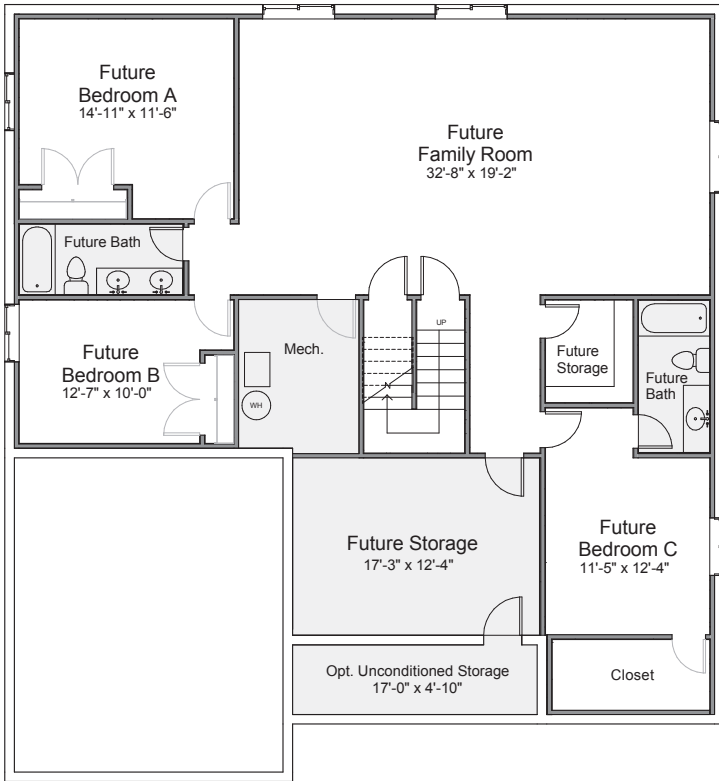 Future
Bedroom A
14'-11" x 11'-6"
Future
Family Room
32'-8" x 19'-2"
Future Bath
UP
Mech.
Future
Storage
Future
Bedroom B
12'-7" x 10'-0"
Future
Bath
WH
Future Storage
17'-3" x 12'-4"
Future
Bedroom C
11'-5" x 12'-4"
Opt. Unconditioned Storage
17'-0" x 4'-10"
Closet